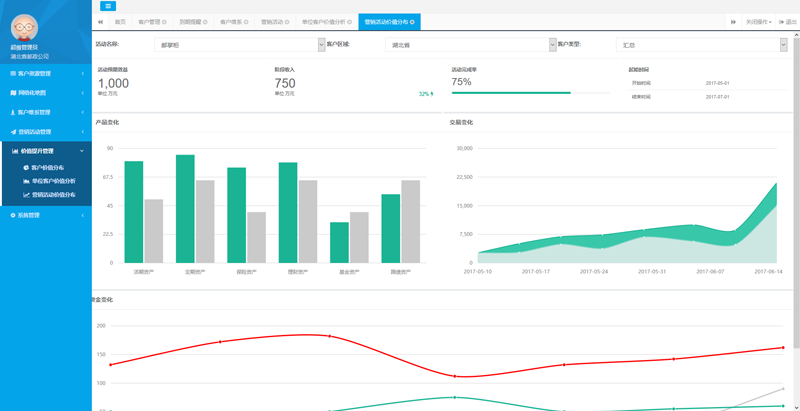 超级管理员
湖北省邮政公司
客户资源管理
网络化地图
客户维系管理
营销活动管理
价值提升管理
客户价值分布
单位客户价值分析
营销活动价值分布
系统管理
首页 客户管理 到期提醒 客户维系 营销活动 单位客户价值分析 营销活动价值分布 关闭操作 退出
活动名称: 邮掌柜 客户区域: 湖北省 客户类型: 汇总
活动预期效益 阶段收入 活动完成率 起始时间
1,000 750 75%
单位:万元 单位:万元 32%
开始时间 2017-05-01
结束时间 2017-07-01
产品变化 交易变化
90
67.5
45
22.5
0
活期资产 定期资产 保险资产 理财资产 基金资产 国债资产
30,000
22,500
15,000
7,500
0
2017-05-10 2017-05-17 2017-05-24 2017-05-31 2017-06-07 2017-06-14
资金变化
200
150
100